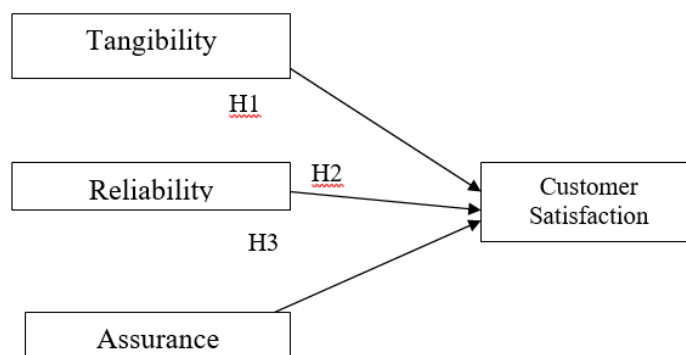 Tangibility
H1
Reliability
H2
Customer
Satisfaction
H3
Assurance